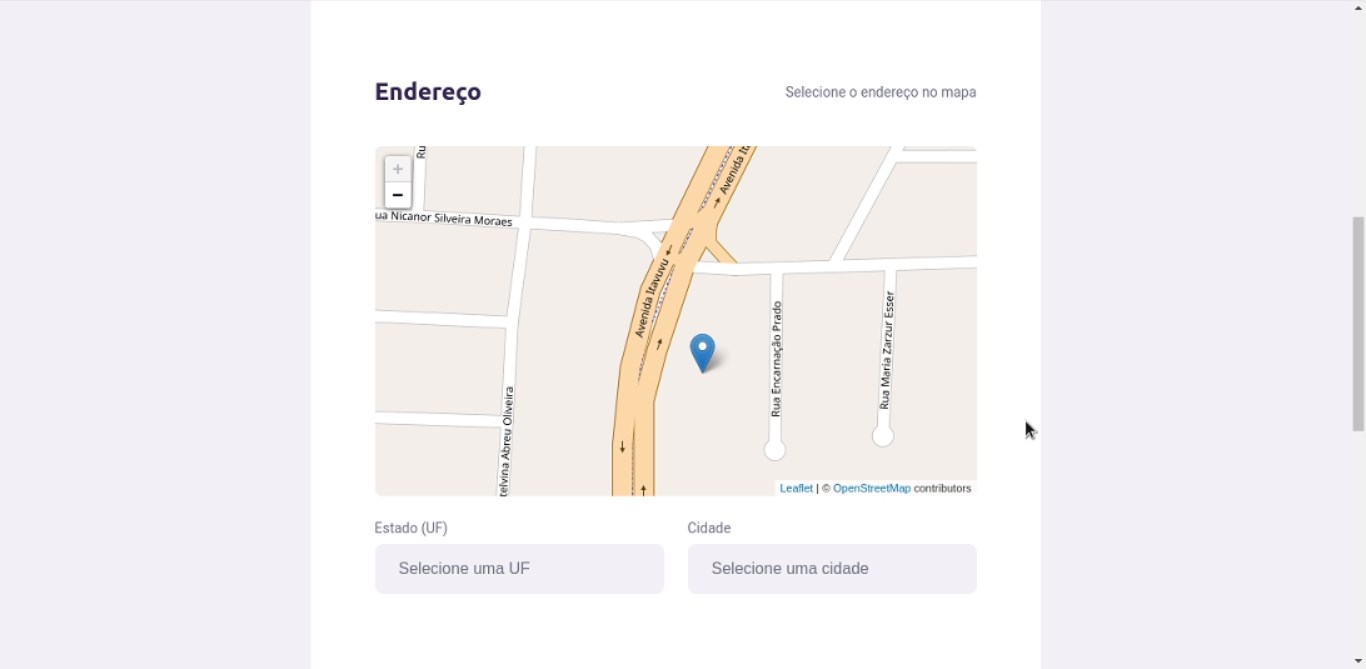 Endereço
Selecione o endereço no mapa
Ru
+
−
ua Nicanor Silveira Moraes
Avenida It
Avenida Itavuvu
Rua Encarnação Prado
Rua Maria Zarzur Esser
telvina Abreu Oliveira
Leaflet | © OpenStreetMap contributors
Estado (UF)
Cidade
Selecione uma UF
Selecione uma cidade